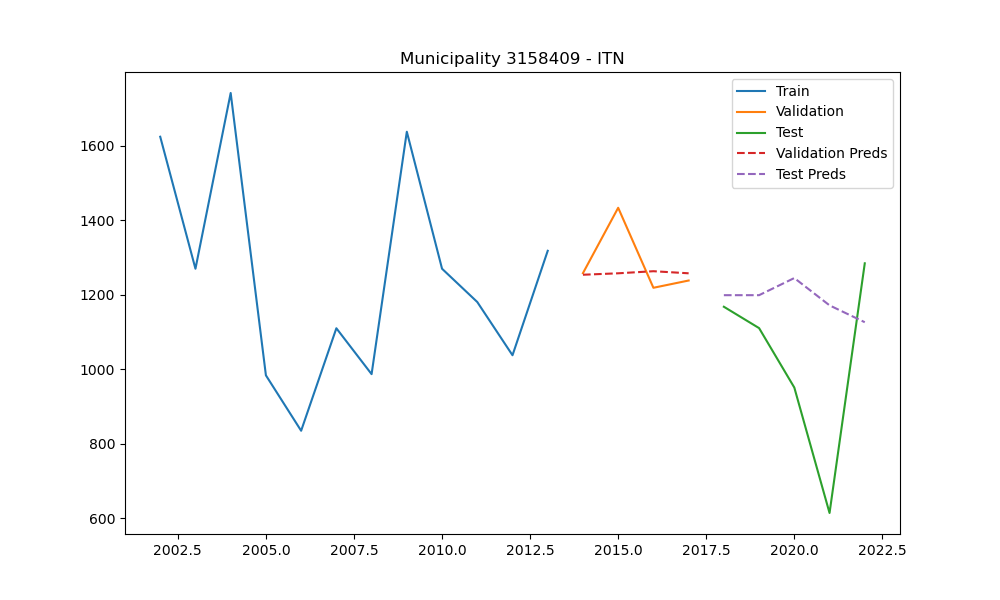 Municipality 3158409 - ITN
Train
Validation
Test
Validation Preds
Test Preds
1600
1400
1200
1000
800
600
2002.5 2005.0 2007.5 2010.0 2012.5 2015.0 2017.5 2020.0 2022.5